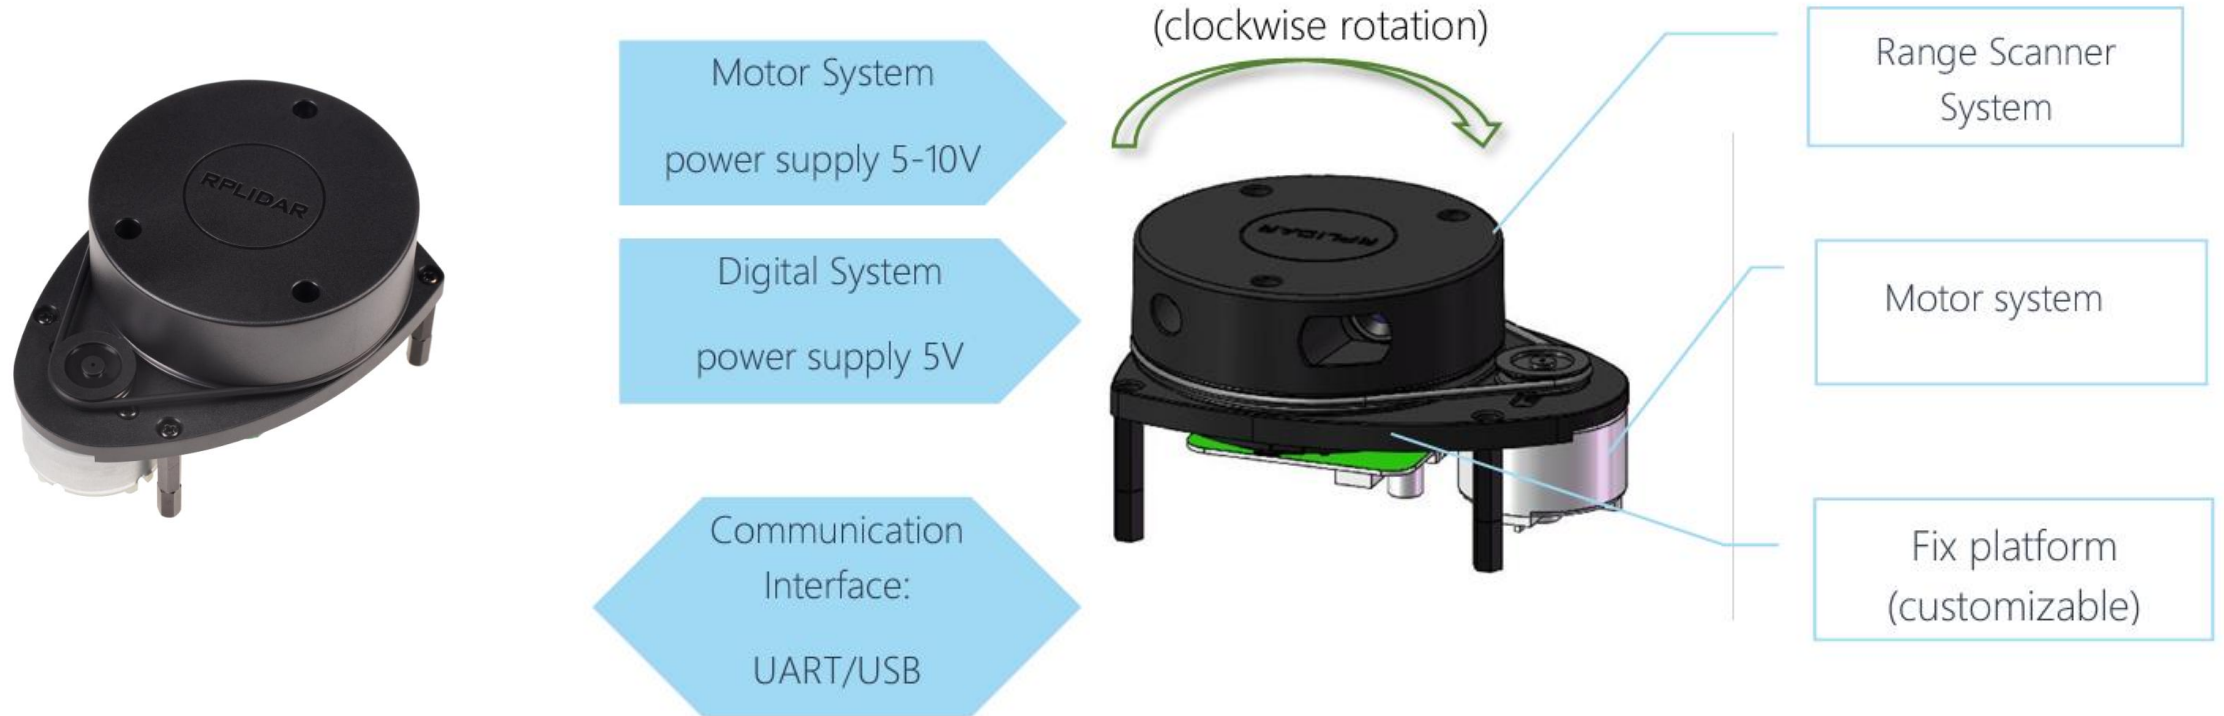 RPLIDAR
Motor System
power supply 5-10V
Digital System
power supply 5V
Communication
Interface:
UART/USB
(clockwise rotation)
RPLIDAR
Range Scanner
System
Motor system
Fix platform
(customizable)